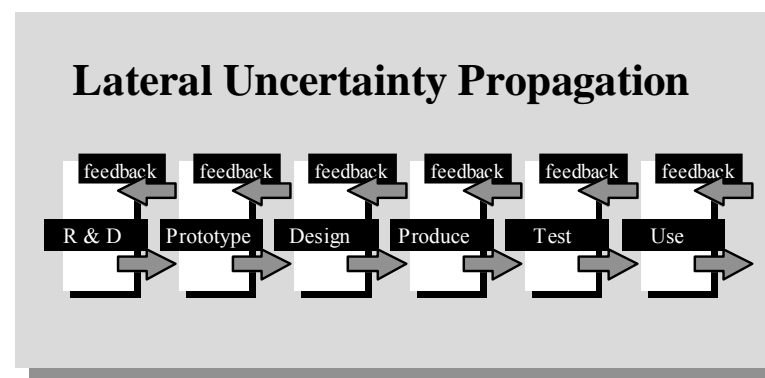 Lateral Uncertainty Propagation
feedback feedback feedback feedback feedback feedback
R & D Prototype Design Produce Test Use